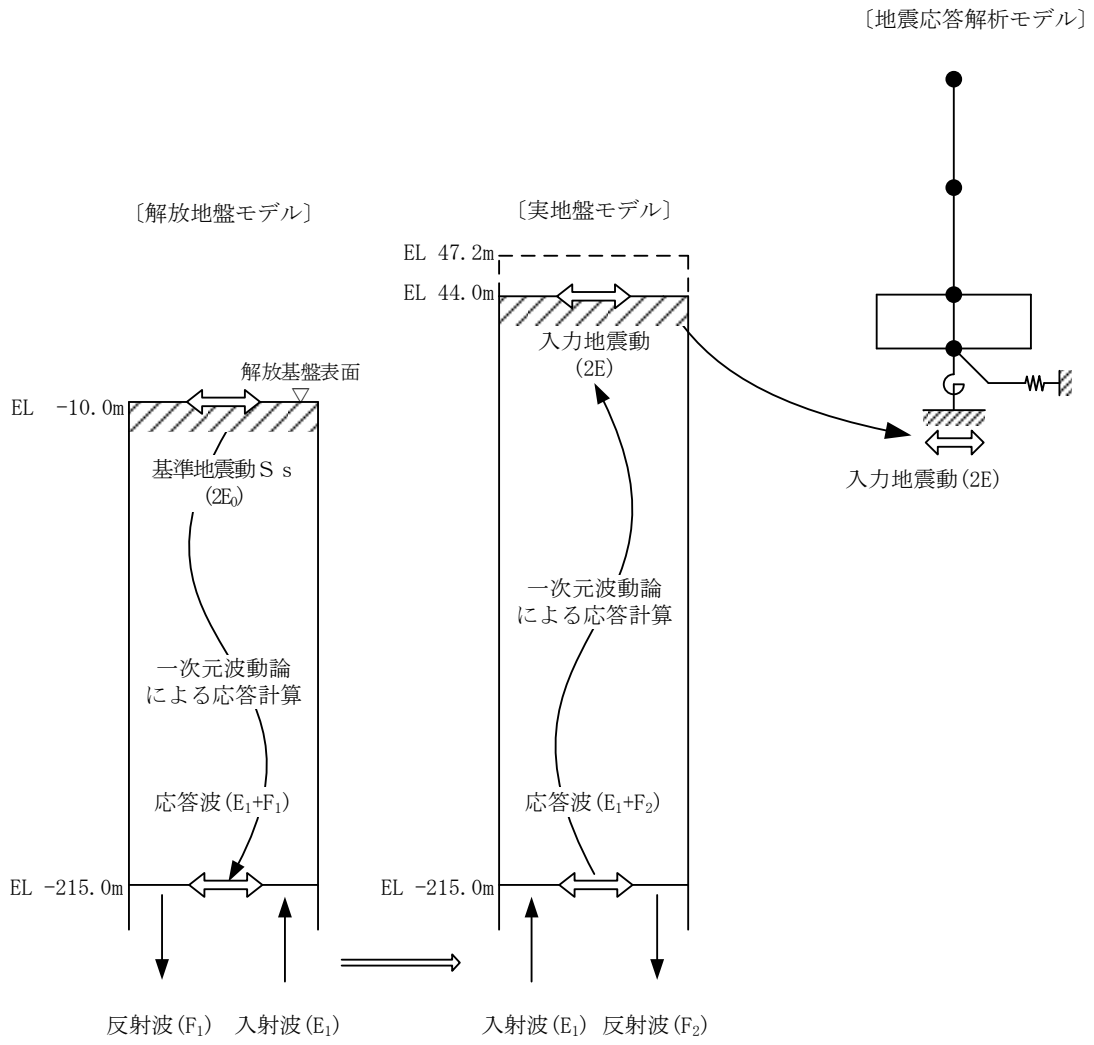 〔地震応答解析モデル〕
〔解放地盤モデル〕
〔実地盤モデル〕
EL 47.2m
EL 44.0m
入力地震動
(2E)
解放基盤表面
EL -10.0m
基準地震動Ｓｓ
(2E₀)
入力地震動(2E)
一次元波動論
による応答計算
一次元波動論
による応答計算
応答波(E₁+F₁)
応答波(E₁+F₂)
EL -215.0m
EL -215.0m
反射波(F₁) 入射波(E₁)
入射波(E₁) 反射波(F₂)